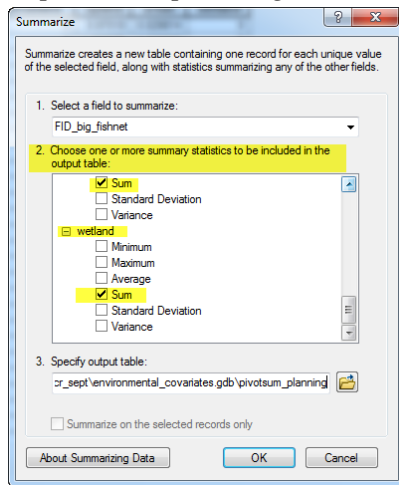 Summarize
Summarize creates a new table containing one record for each unique value
of the selected field, along with statistics summarizing any of the other fields.
1. Select a field to summarize:
FID_big_fishnet
2. Choose one or more summary statistics to be included in the
output table:
Sum
Standard Deviation
Variance
wetland
Minimum
Maximum
Average
Sum
Standard Deviation
Variance
3. Specify output table:
cr_sept\environmental_covariates.gdb\pivotsum_planning
Summarize on the selected records only
About Summarizing Data OK Cancel